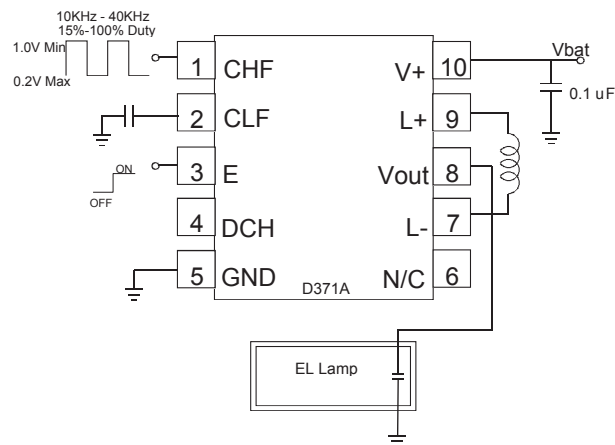 10KHz - 40KHz
15%-100% Duty
1.0V Min
0.2V Max
1 CHF
2 CLF
3 E
ON
OFF
4 DCH
5 GND
V+ 10
L+ 9
Vout 8
L- 7
N/C 6
D371A
Vbat
0.1 uF
EL Lamp